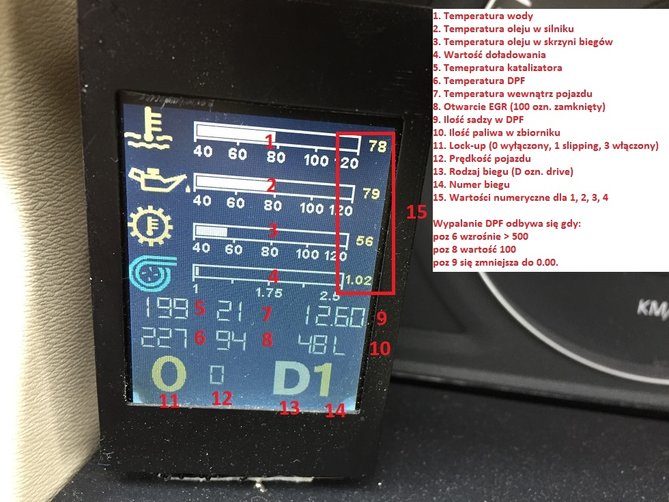 1. Temperatura wody
2. Temperatura oleju w silniku
3. Temperatura oleju w skrzyni biegów
4. Wartość doładowania
5. Temepratura katalizatora
6. Temperatura DPF
7. Temperatura wewnątrz pojazdu
8. Otwarcie EGR (100 ozn. zamknięty)
9. Ilość sadzy w DPF
10. Ilość paliwa w zbiorniku
11. Lock-up (0 wyłączony, 1 slipping, 3 włączony)
12. Prędkość pojazdu
13. Rodzaj biegu (D ozn. drive)
14. Numer biegu
15. Wartości numeryczne dla 1, 2, 3, 4
Wypalanie DPF odbywa się gdy:
poz 6 wzrośnie > 500
poz 8 wartość 100
poz 9 się zmniejsza do 0.00.
1 78
40 60 80 100 120
2 79
40 60 80 100 120
15
3 56
40 60 80 100 120
4 1.02
1 1.75 2.5
199 5 21 7 12.60 9
227 6 94 8 48L 10
0 0 D1
11 12 13 14
KM/